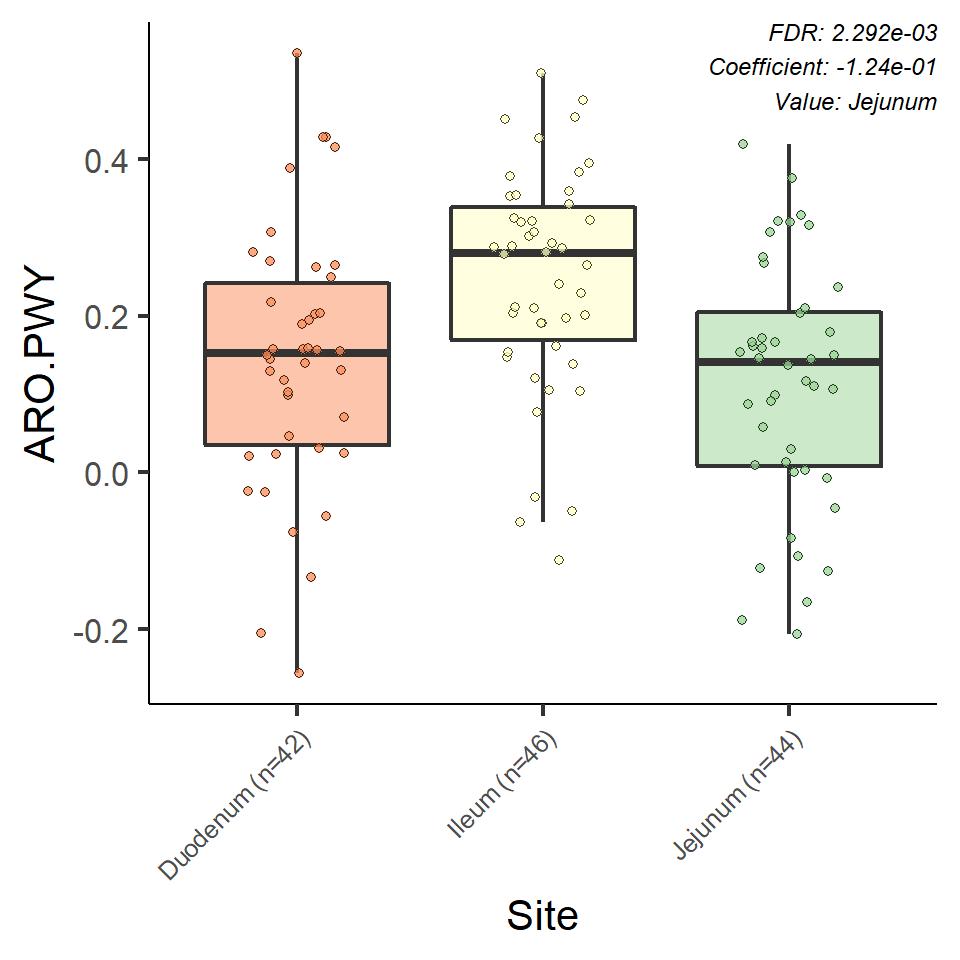 FDR: 2.292e-03
Coefficient: -1.24e-01
Value: Jejunum
ARO.PWY
0.4
0.2
0.0
-0.2
Duodenum (n=42)
Ileum (n=46)
Jejunum (n=44)
Site